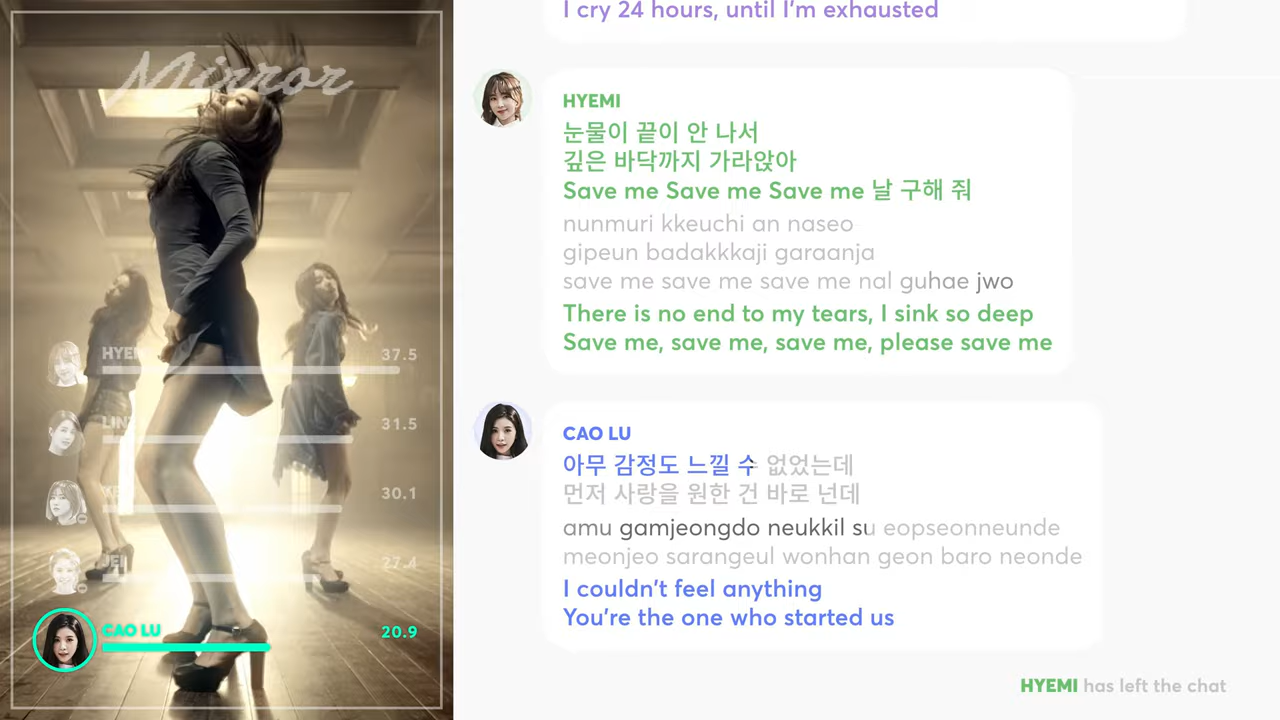 Mirror
HYEMI 37.5
LIN 31.5
30.1
JEI 27.4
CAO LU 20.9
I cry 24 hours, until I'm exhausted
HYEMI
눈물이 끝이 안 나서
깊은 바닥까지 가라앉아
Save me Save me Save me 날 구해 줘
nunmuri kkeuchi an naseo
gipeun badakkkaji garaanja
save me save me save me nal guhae jwo
There is no end to my tears, I sink so deep
Save me, save me, save me, please save me
CAO LU
아무 감정도 느낄 수 없었는데
먼저 사랑을 원한 건 바로 넌데
amu gamjeongdo neukkil su eopseonneunde
meonjeo sarangeul wonhan geon baro neonde
I couldn't feel anything
You're the one who started us
HYEMI has left the chat